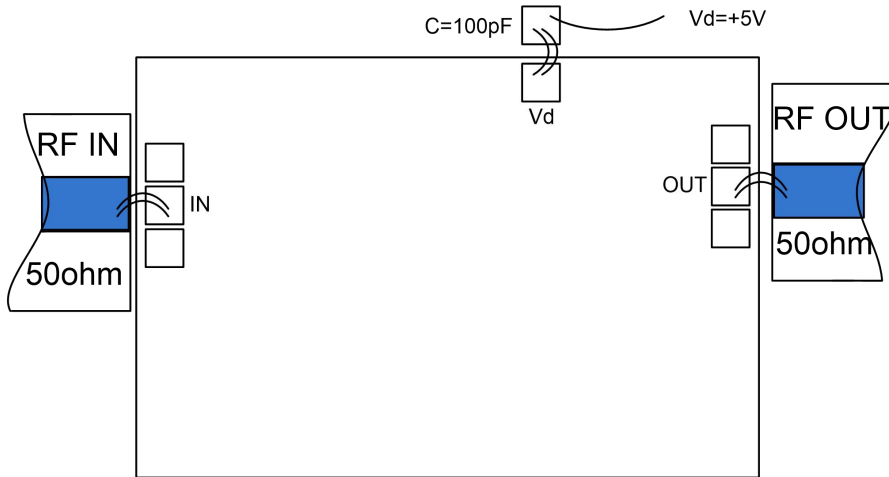 C=100pF
Vd=+5V
Vd
RF IN
RF OUT
IN
OUT
50ohm
50ohm